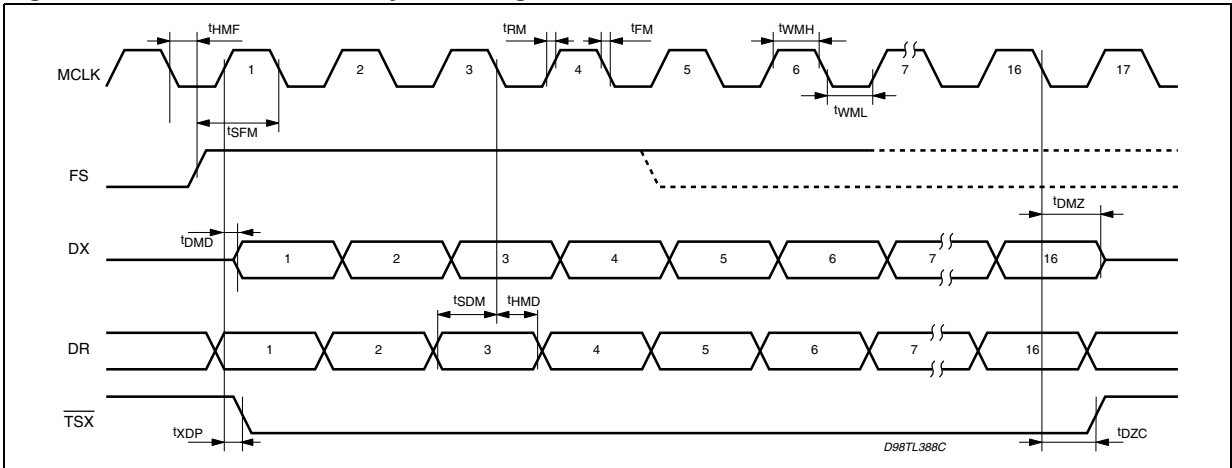 tHMF tRM tFM tWMH
MCLK 1 2 3 4 5 6 7 16 17
tSFM tWML
FS
tDMZ
tDMD
DX 1 2 3 4 5 6 7 16
tSDM tHMD
DR 1 2 3 4 5 6 7 16
TSX
tXDP tDZC
D98TL388C